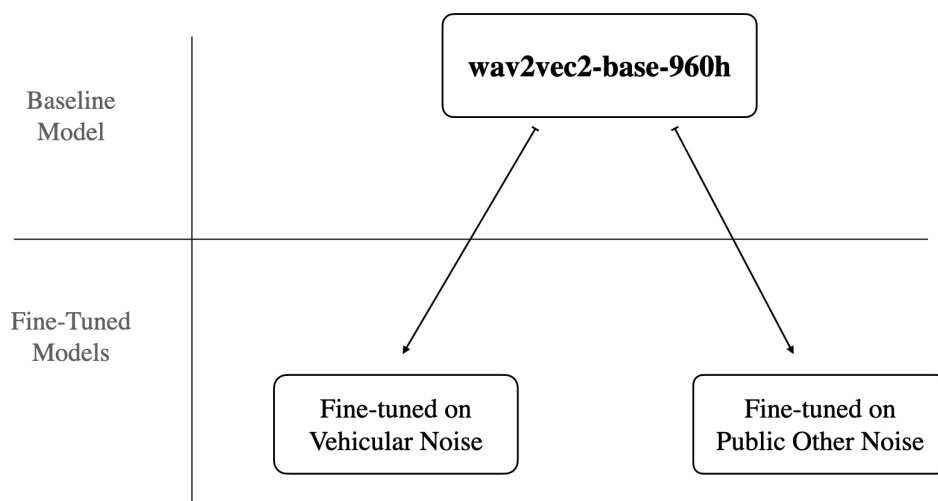 wav2vec2-base-960h
Baseline
Model
Fine-Tuned
Models
Fine-tuned on
Vehicular Noise
Fine-tuned on
Public Other Noise